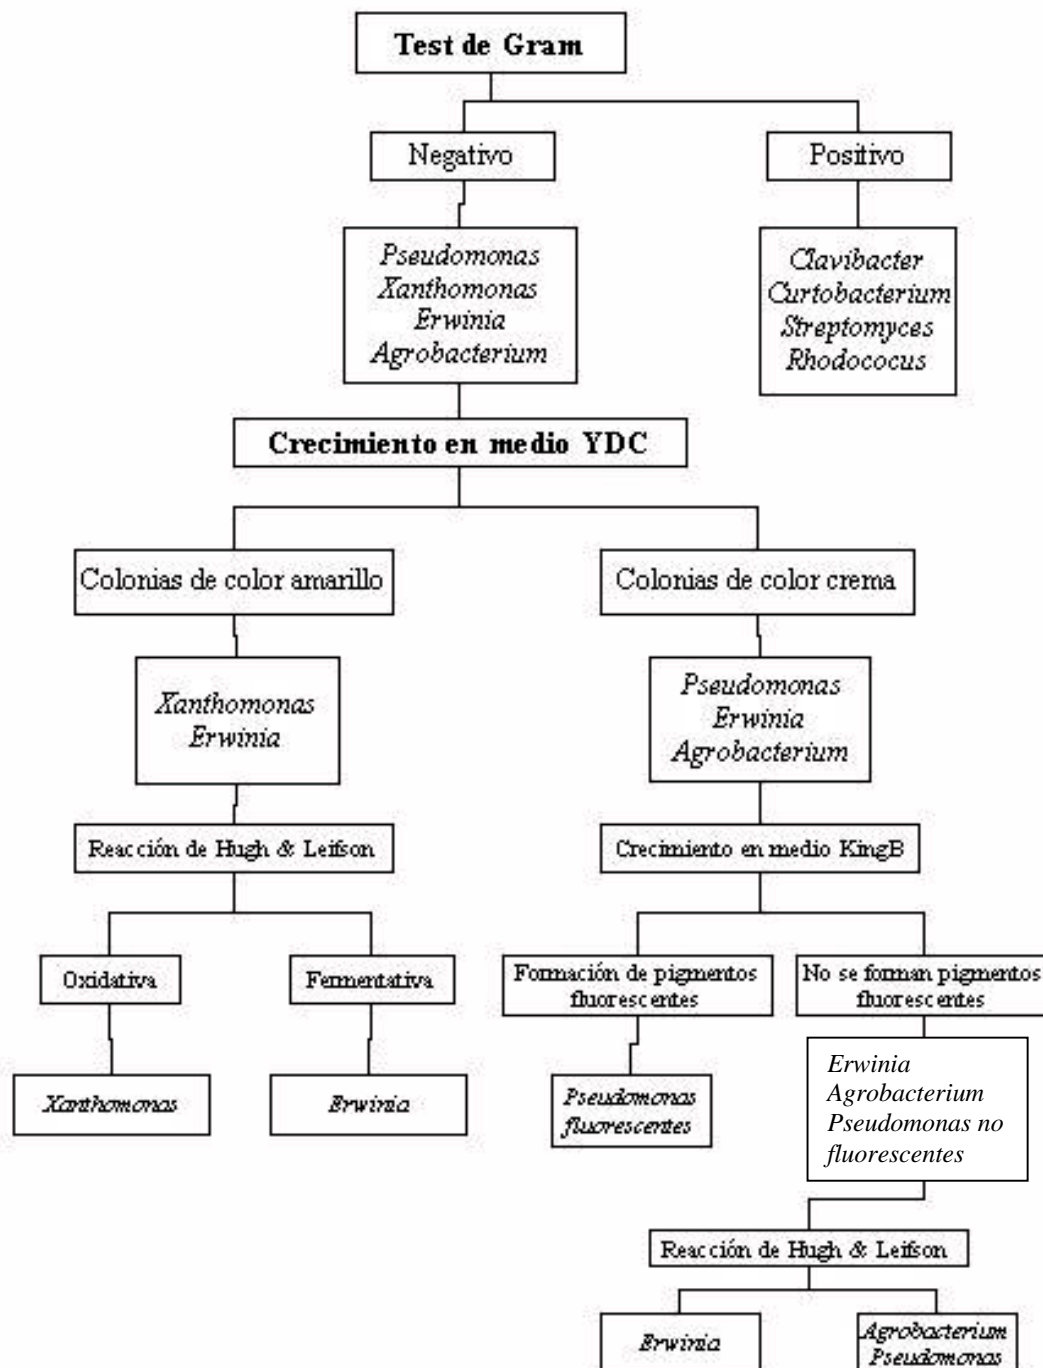 Test de Gram
Negativo
Positivo
Pseudomonas
Xanthomonas
Erwinia
Agrobacterium
Clavibacter
Curtobacterium
Streptomyces
Rhodococus
Crecimiento en medio YDC
Colonias de color amarillo
Colonias de color crema
Xanthomonas
Erwinia
Pseudomonas
Erwinia
Agrobacterium
Reacción de Hugh & Leifson
Crecimiento en medio KingB
Oxidativa
Fermentativa
Formación de pigmentos
fluorescentes
No se forman pigmentos
fluorescentes
Xanthomonas
Erwinia
Pseudomonas
fluorescentes
Erwinia
Agrobacterium
Pseudomonas no
fluorescentes
Reacción de Hugh & Leifson
Erwinia
Agrobacterium
Pseudomonas